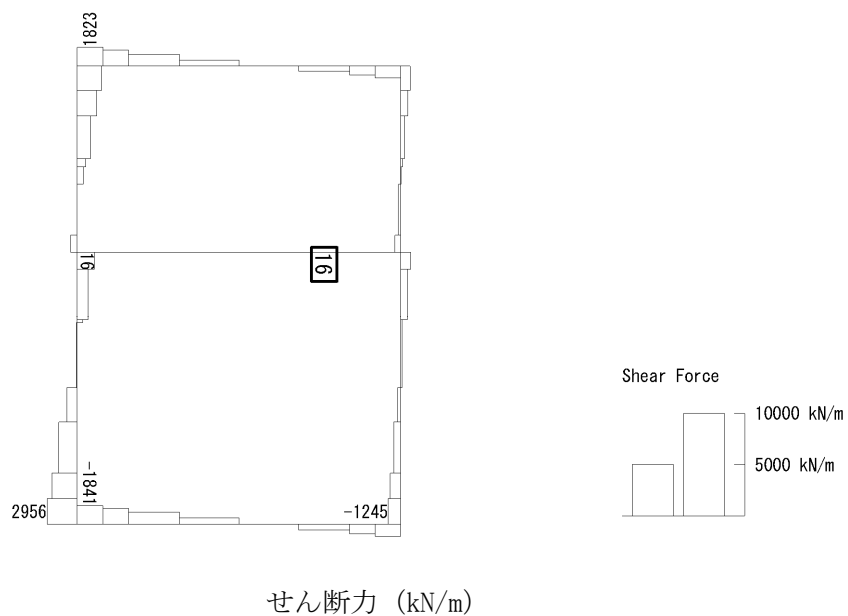 1823
16
16
Shear Force
10000 kN/m
5000 kN/m
-1841
2956
-1245
せん断力 (kN/m)